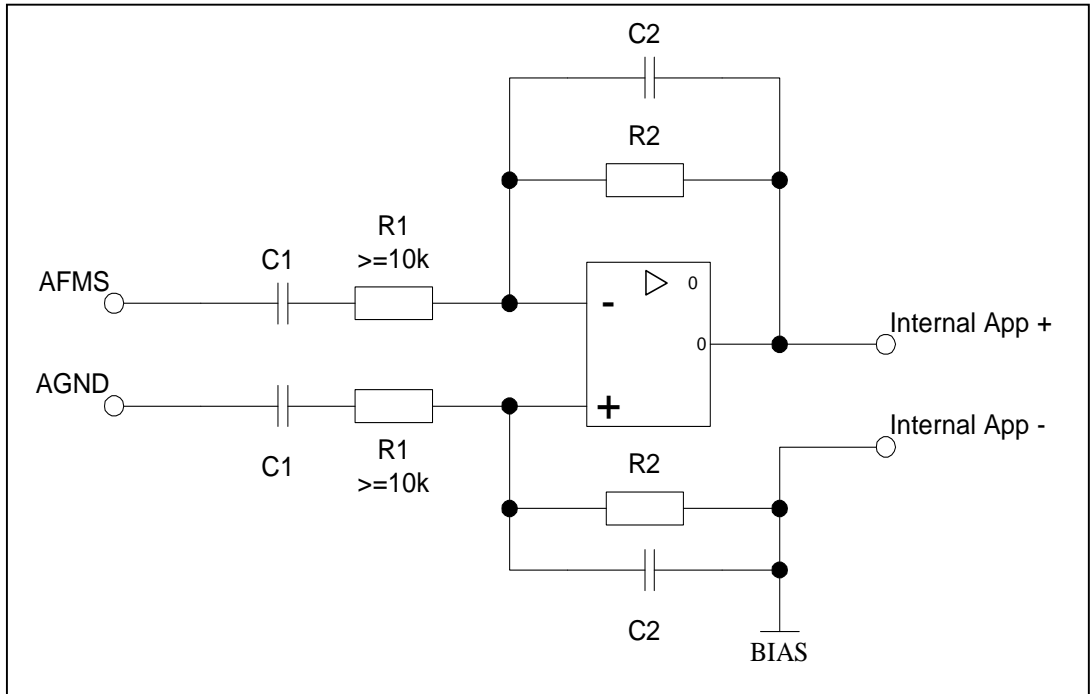 C2
R2
R1
>=10k
C1
AFMS
-
0
0
Internal App +
AGND
+
Internal App -
C1
R1
>=10k
R2
C2
BIAS